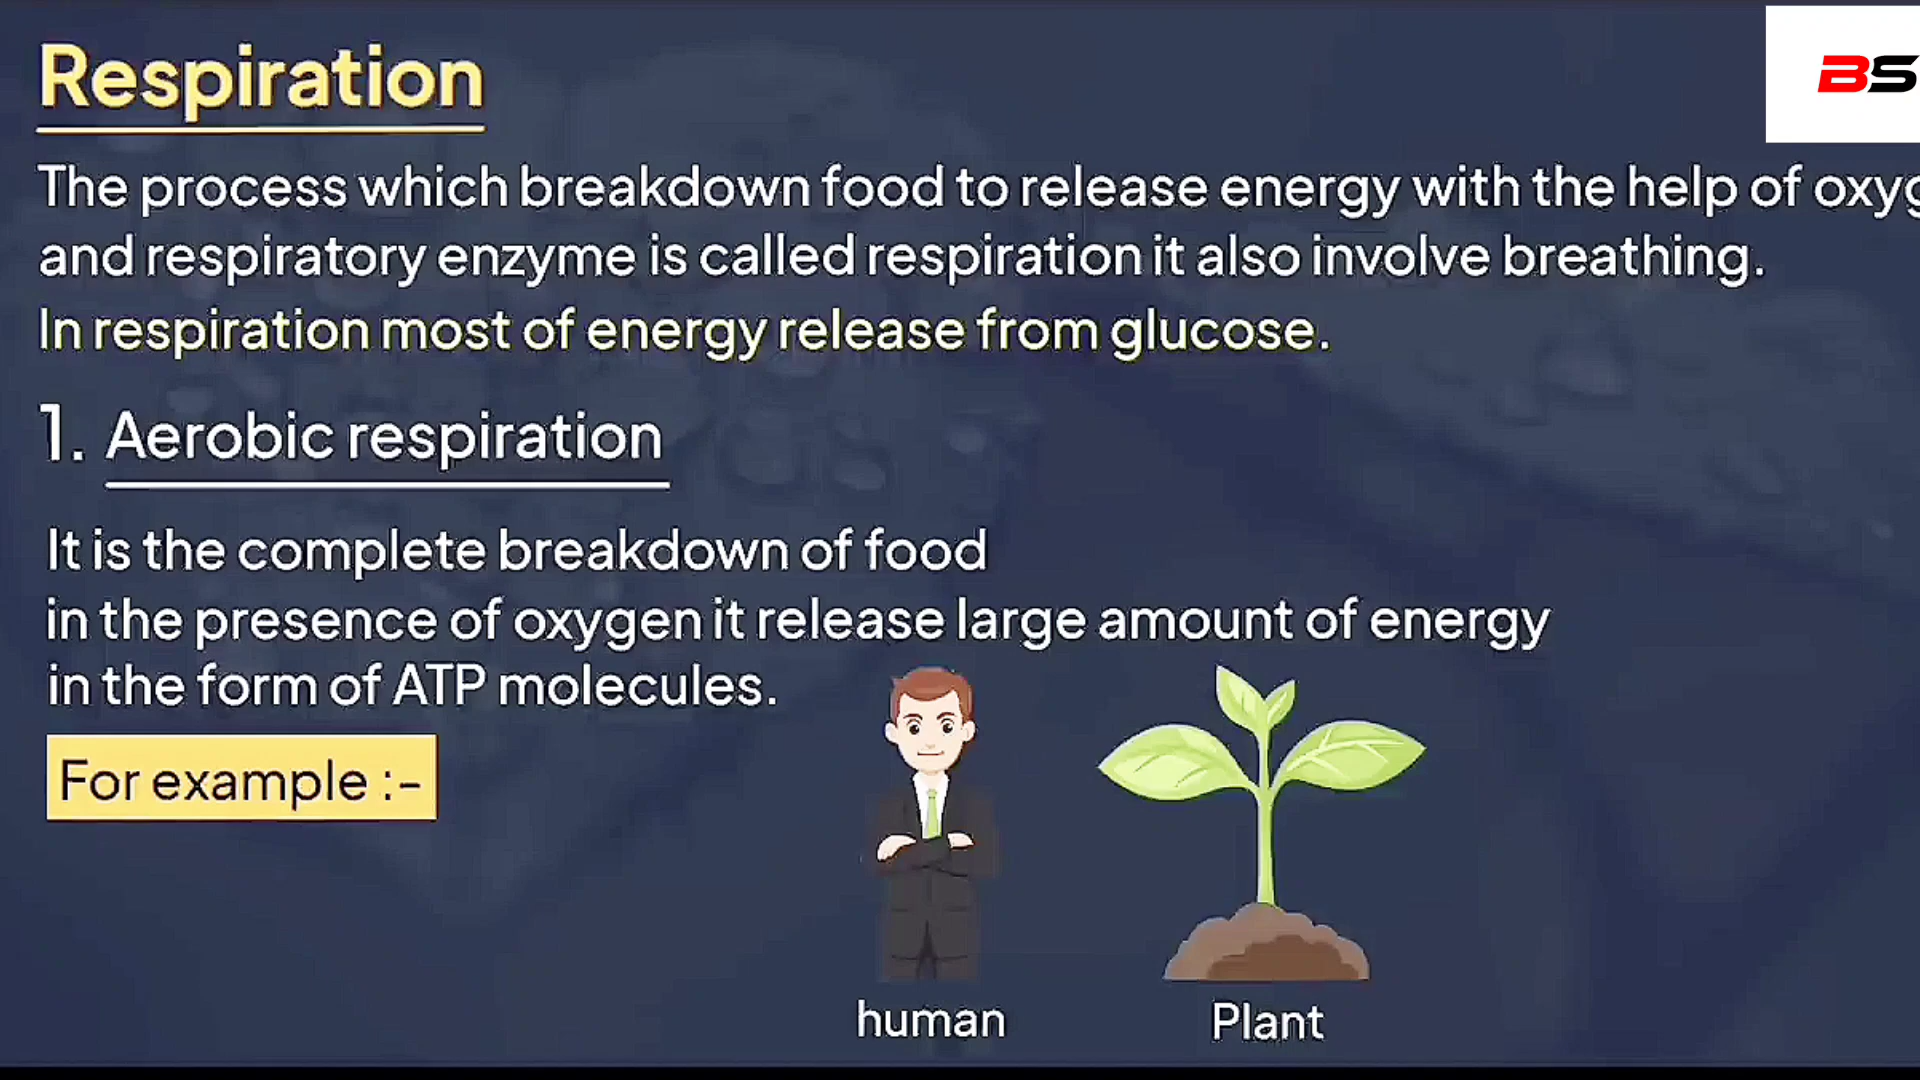 Respiration
BS
The process which breakdown food to release energy with the help of
and respiratory enzyme is called respiration it also involve breathing.
In respiration most of energy release from glucose.
1. Aerobic respiration
It is the complete breakdown of food
in the presence of oxygen it release large amount of energy
in the form of ATP molecules.
For example :-
human
Plant